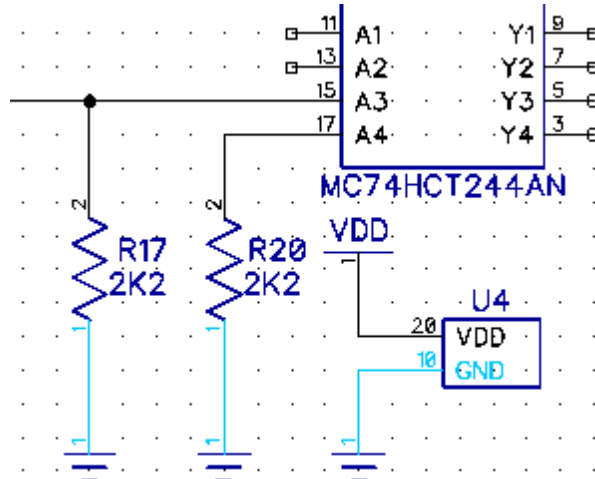 11 A1 Y1 9
13 A2 Y2 7
15 A3 Y3 5
17 A4 Y4 3
MC74HCT244AN
2 2 VDD
R17 R20 1
2K2 2K2
U4
20 VDD
1 1 10 GND
1 1 1